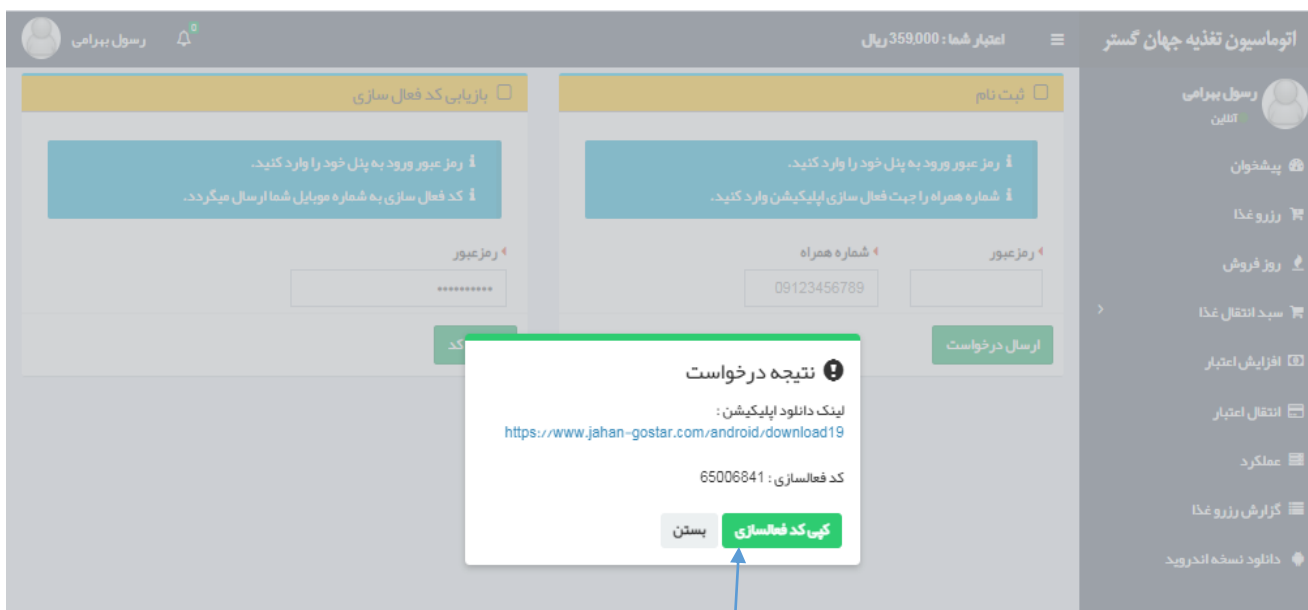 اتوماسیون تغذیه جهان گستر
اعتبار شما : 359,000 ریال
0
رسول بهرامی
رسول بهرامی
آنلاین
پیشخوان
رزرو غذا
روز فروش
سبد انتقال غذا
افزایش اعتبار
انتقال اعتبار
عملکرد
گزارش رزرو غذا
دانلود نسخه اندروید
ثبت نام
رمز عبور ورود به پنل خود را وارد کنید.
شماره همراه را جهت فعال سازی اپلیکیشن وارد کنید.
رمزعبور
شماره همراه
09123456789
ارسال درخواست
بازیابی کد فعال سازی
رمز عبور ورود به پنل خود را وارد کنید.
کد فعال سازی به شماره موبایل شما ارسال میگردد.
رمزعبور
••••••••••
کد
نتیجه درخواست
لینک دانلود اپلیکیشن :
https://www.jahan-gostar.com/android/download19
کد فعالسازی : 65006841
کپی کد فعالسازی
بستن